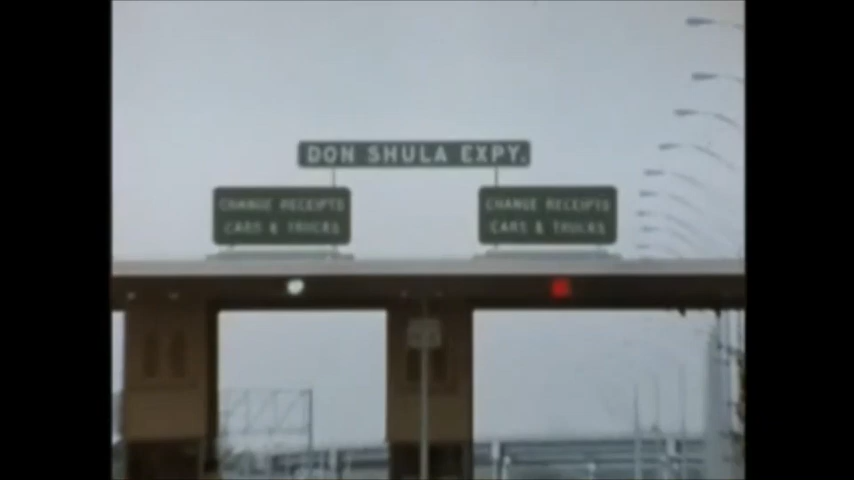 DON SHULA EXPY.
CHANGE RECEIPTS
CARS & TRUCKS
CHANGE RECEIPTS
CARS & TRUCKS